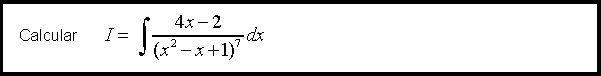 Calcular I = ∫ (4x − 2)/(x² − x + 1)⁷ dx